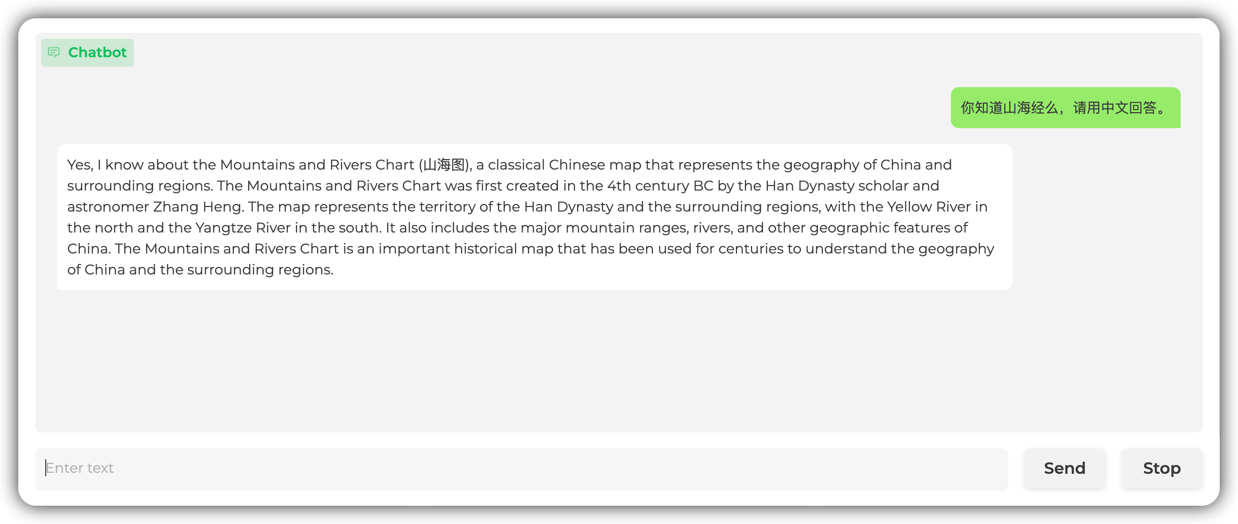 Chatbot
你知道山海经么，请用中文回答。
Yes, I know about the Mountains and Rivers Chart (山海图), a classical Chinese map that represents the geography of China and
surrounding regions. The Mountains and Rivers Chart was first created in the 4th century BC by the Han Dynasty scholar and
astronomer Zhang Heng. The map represents the territory of the Han Dynasty and the surrounding regions, with the Yellow River in
the north and the Yangtze River in the south. It also includes the major mountain ranges, rivers, and other geographic features of
China. The Mountains and Rivers Chart is an important historical map that has been used for centuries to understand the geography
of China and the surrounding regions.
Enter text
Send
Stop